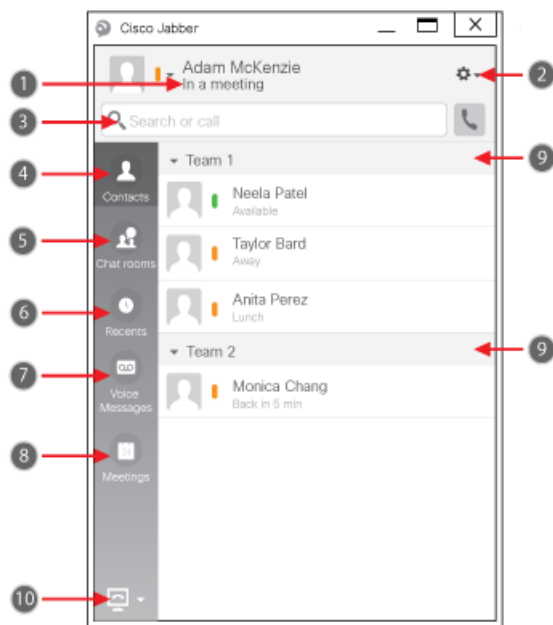 Cisco Jabber
Adam McKenzie
1
In a meeting
2
3
Search or call
4
Contacts
Team 1
9
Neela Patel
Available
5
Chat rooms
Taylor Bard
Away
6
Recents
Anita Perez
Lunch
Team 2
9
7
Voice
Messages
Monica Chang
Back in 5 min
8
31
Meetings
10